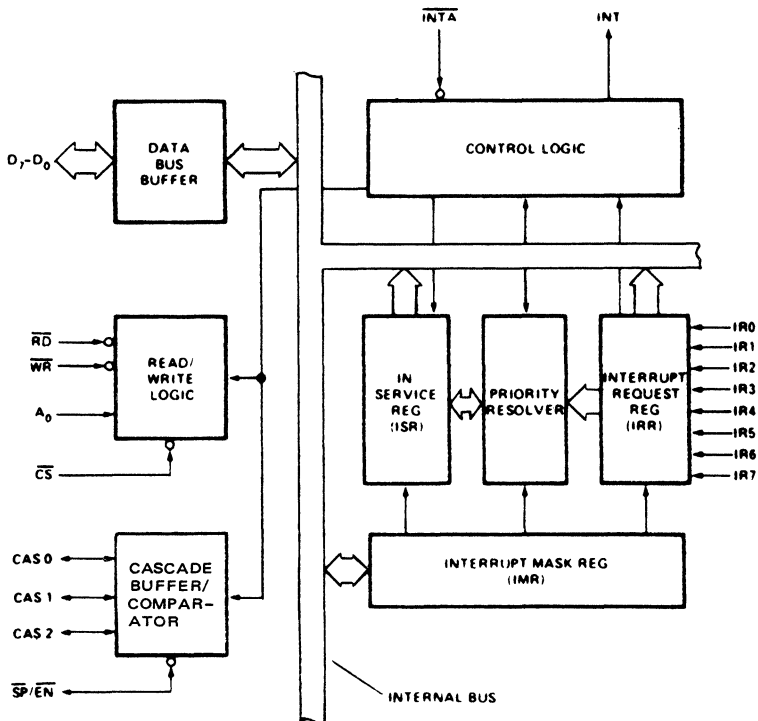 INTA
INT
DATA
BUS
BUFFER
D7-D0
CONTROL LOGIC
RD
WR
A0
CS
READ/
WRITE
LOGIC
IN
SERVICE
REG
(ISR)
PRIORITY
RESOLVER
INTERRUPT
REQUEST
REG
(IRR)
IR0
IR1
IR2
IR3
IR4
IR5
IR6
IR7
CAS 0
CAS 1
CAS 2
SP/EN
CASCADE
BUFFER/
COMPAR-
ATOR
INTERRUPT MASK REG
(IMR)
INTERNAL BUS